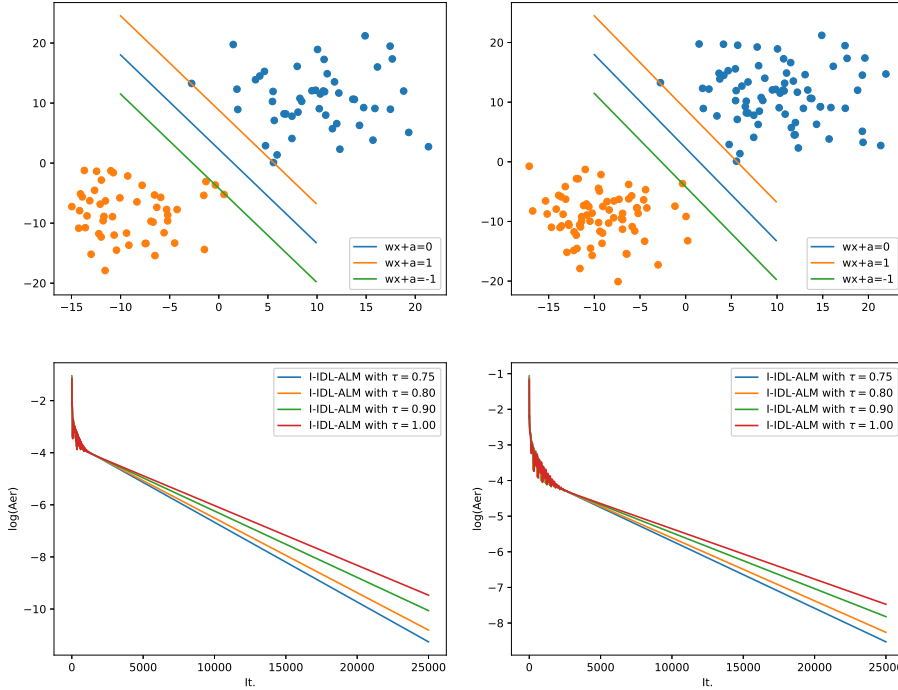 20
10
0
−10
−20
−15
−10
−5
0
5
10
15
20
wx+a=0
wx+a=1
wx+a=-1
20
10
0
−10
−20
−15
−10
−5
0
5
10
15
20
wx+a=0
wx+a=1
wx+a=-1
log(Aer)
−2
−4
−6
−8
−10
0
5000
10000
15000
20000
25000
It.
I-IDL-ALM with τ = 0.75
I-IDL-ALM with τ = 0.80
I-IDL-ALM with τ = 0.90
I-IDL-ALM with τ = 1.00
log(Aer)
−1
−2
−3
−4
−5
−6
−7
−8
0
5000
10000
15000
20000
25000
It.
I-IDL-ALM with τ = 0.75
I-IDL-ALM with τ = 0.80
I-IDL-ALM with τ = 0.90
I-IDL-ALM with τ = 1.00